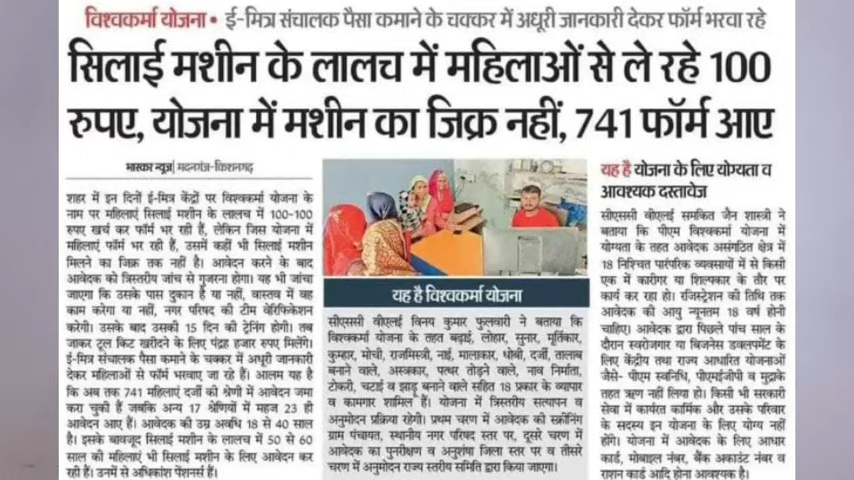 विश्वकर्मा योजना • ई-मित्र संचालक पैसा कमाने के चक्कर में अधूरी जानकारी देकर फॉर्म भरवा रहे
सिलाई मशीन के लालच में महिलाओं से ले रहे 100
रुपए, योजना में मशीन का जिक्र नहीं, 741 फॉर्म आए
भास्कर न्यूज | मदनगंज-किशनगढ़
शहर में इन दिनों ई-मित्र केंद्रों पर विश्वकर्मा योजना के
नाम पर महिलाएं सिलाई मशीन के लालच में 100-100
रुपए खर्च कर फॉर्म भर रही हैं, लेकिन जिस योजना में
महिलाएं फॉर्म भर रही हैं, उसमें कहीं भी सिलाई मशीन
मिलने का जिक्र तक नहीं है। आवेदन करने के बाद
आवेदक को त्रिस्तरीय जांच से गुजरना होगा। यह भी जांचा
जाएगा कि उसके पास दुकान है या नहीं, वास्तव में वह
काम करेगा या नहीं, नगर परिषद की टीम वेरिफिकेशन
करेगी। उसके बाद उसकी 15 दिन की ट्रेनिंग होगी। तब
जाकर टूल किट खरीदने के लिए पंद्रह हजार रुपए मिलेंगे।
ई-मित्र संचालक पैसा कमाने के चक्कर में अधूरी जानकारी
देकर महिलाओं से फॉर्म भरवाए जा रहे हैं। आलम यह है
कि अब तक 741 महिलाएं दर्जी की श्रेणी में आवेदन जमा
करा चुकी हैं जबकि अन्य 17 श्रेणियों में महज 23 ही
आवेदन आए हैं। आवेदक की उम्र अवधि 18 से 40 साल
है। इसके बावजूद सिलाई मशीन के लालच में 50 से 60
साल की महिलाएं भी सिलाई मशीन के लिए आवेदन कर
रही हैं। उनमें से अधिकांश पेंशनर्स हैं।
यह है विश्वकर्मा योजना
सीएससी वीएलई विनय कुमार फुलवारी ने बताया कि
विश्वकर्मा योजना के तहत बढ़ाई, लोहार, सुनार, मूर्तिकार,
कुम्हार, मोची, राजमिस्त्री, नाई, मालाकार, धोबी, दर्जी, तालाब
बनाने वाले, अस्त्रकार, पत्थर तोड़ने वाले, नाव निर्माता,
टोकरी, चटाई व झाड़ू बनाने वाले सहित 18 प्रकार के व्यापार
व कामगार शामिल हैं। योजना में त्रिस्तरीय सत्यापन व
अनुमोदन प्रक्रिया रहेगी। प्रथम चरण में आवेदक की स्क्रीनिंग
ग्राम पंचायत, स्थानीय नगर परिषद स्तर पर, दूसरे चरण में
आवेदक का पुनरीक्षण व अनुशंषा जिला स्तर पर व तीसरे
चरण में अनुमोदन राज्य स्तरीय समिति द्वारा किया जाएगा।
यह है योजना के लिए योग्यता व
आवश्यक दस्तावेज
सीएससी वीएलई समकित जैन शास्त्री ने
बताया कि पीएम विश्वकर्मा योजना में
योग्यता के तहत आवेदक असंगठित क्षेत्र में
18 निश्चित पारंपरिक व्यवसायों में से किसी
एक में कारीगर या शिल्पकार के तौर पर
कार्य कर रहा हो। रजिस्ट्रेशन की तिथि तक
आवेदक की आयु न्यूनतम 18 वर्ष होनी
चाहिए। आवेदक द्वारा पिछले पांच साल के
दौरान स्वरोजगार या बिजनेस डवलपमेंट के
लिए केंद्रीय तथा राज्य आधारित योजनाओं
जैसे- पीएम स्वनिधि, पीएमईजीपी व मुद्राके
तहत ऋण नहीं लिया हो। किसी भी सरकारी
सेवा में कार्यरत कार्मिक और उसके परिवार
के सदस्य इन योजना के लिए योग्य नहीं
होंगे। योजना में आवेदन के लिए आधार
कार्ड, मोबाइल नंबर, बैंक अकाउंट नंबर व
राशन कार्ड आदि होना आवश्यक है।